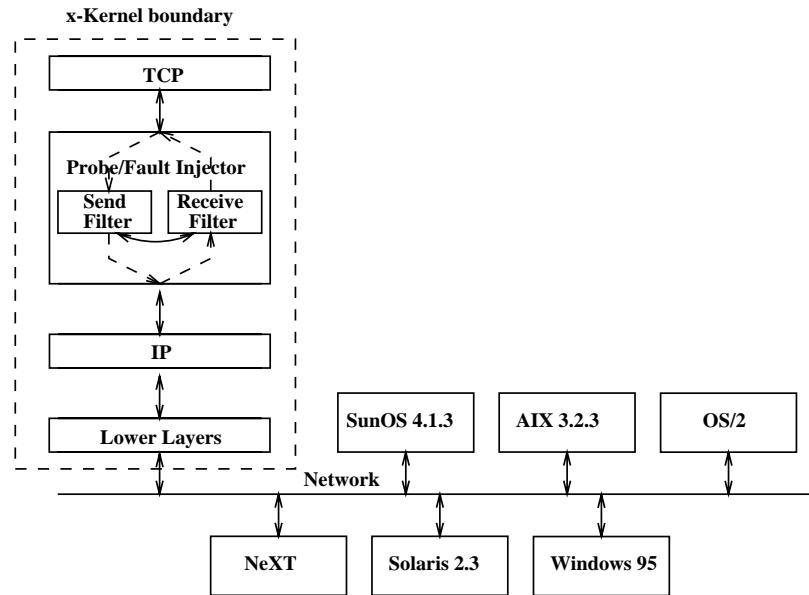 x-Kernel boundary
TCP
Probe/Fault Injector
Send
Filter
Receive
Filter
IP
Lower Layers
SunOS 4.1.3
AIX 3.2.3
OS/2
Network
NeXT
Solaris 2.3
Windows 95